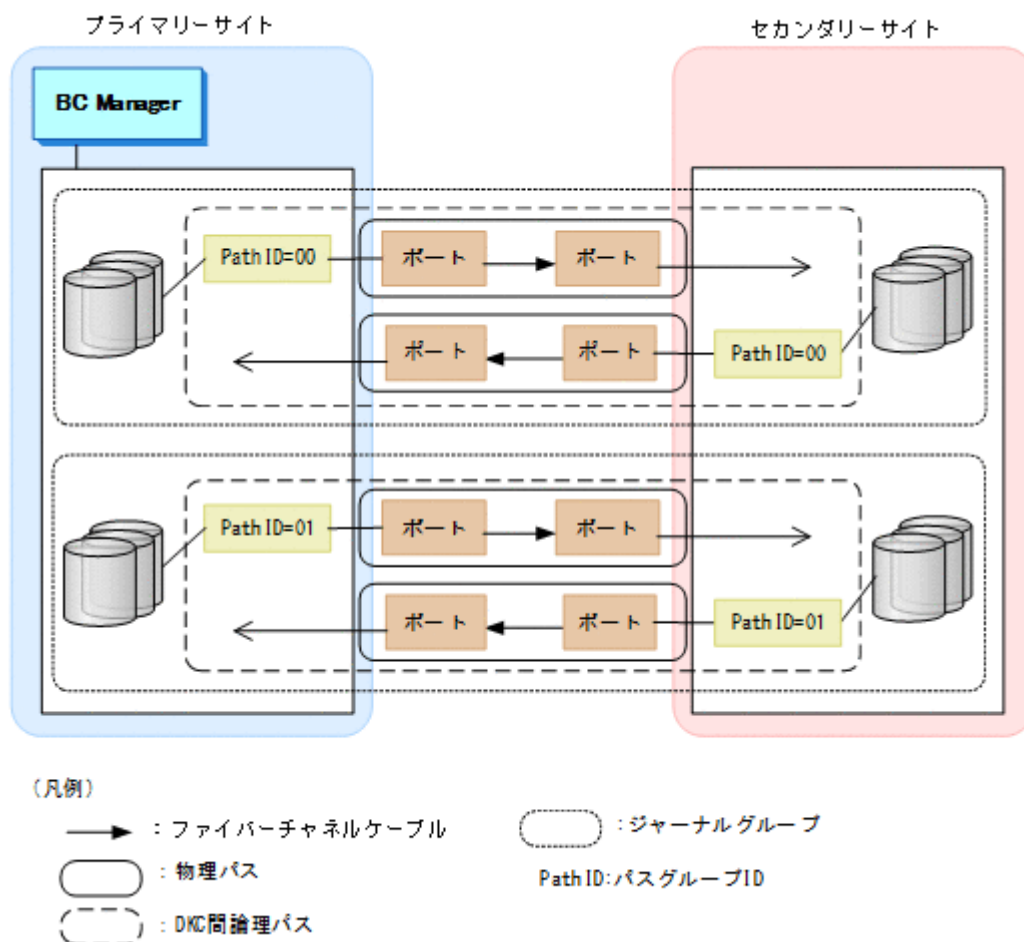 プライマリーサイト
セカンダリーサイト
BC Manager
Path ID=00
ポート
ポート
ポート
ポート
Path ID=00
Path ID=01
ポート
ポート
ポート
ポート
Path ID=01
(凡例)
:ファイバーチャネルケーブル
:ジャーナルグループ
:物理パス
Path ID:パスグループID
:DKC間論理パス